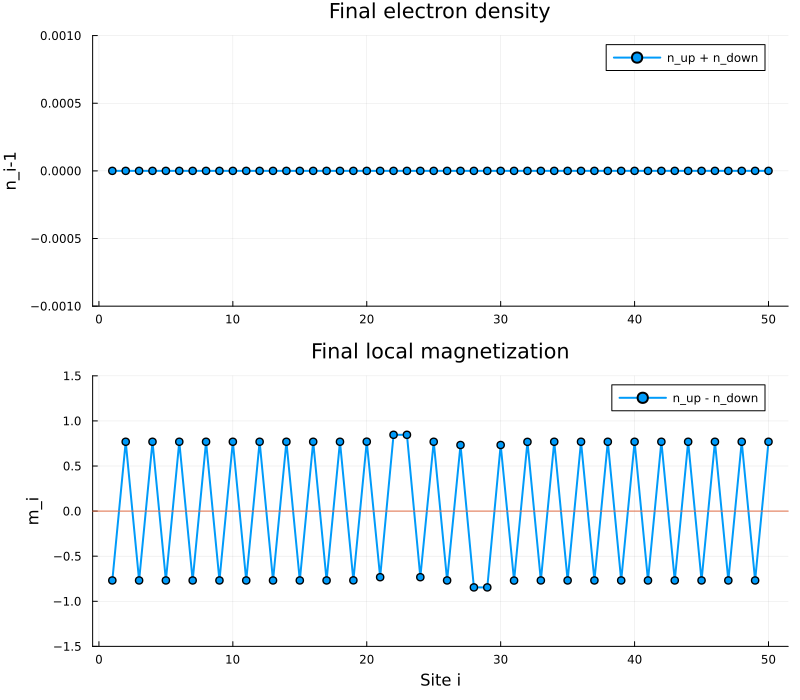 Final electron density
n_i-1
0.0010
0.0005
0.0000
−0.0005
−0.0010
n_up + n_down
0 10 20 30 40 50
Final local magnetization
m_i
1.5
1.0
0.5
0.0
−0.5
−1.0
−1.5
n_up - n_down
0 10 20 30 40 50
Site i